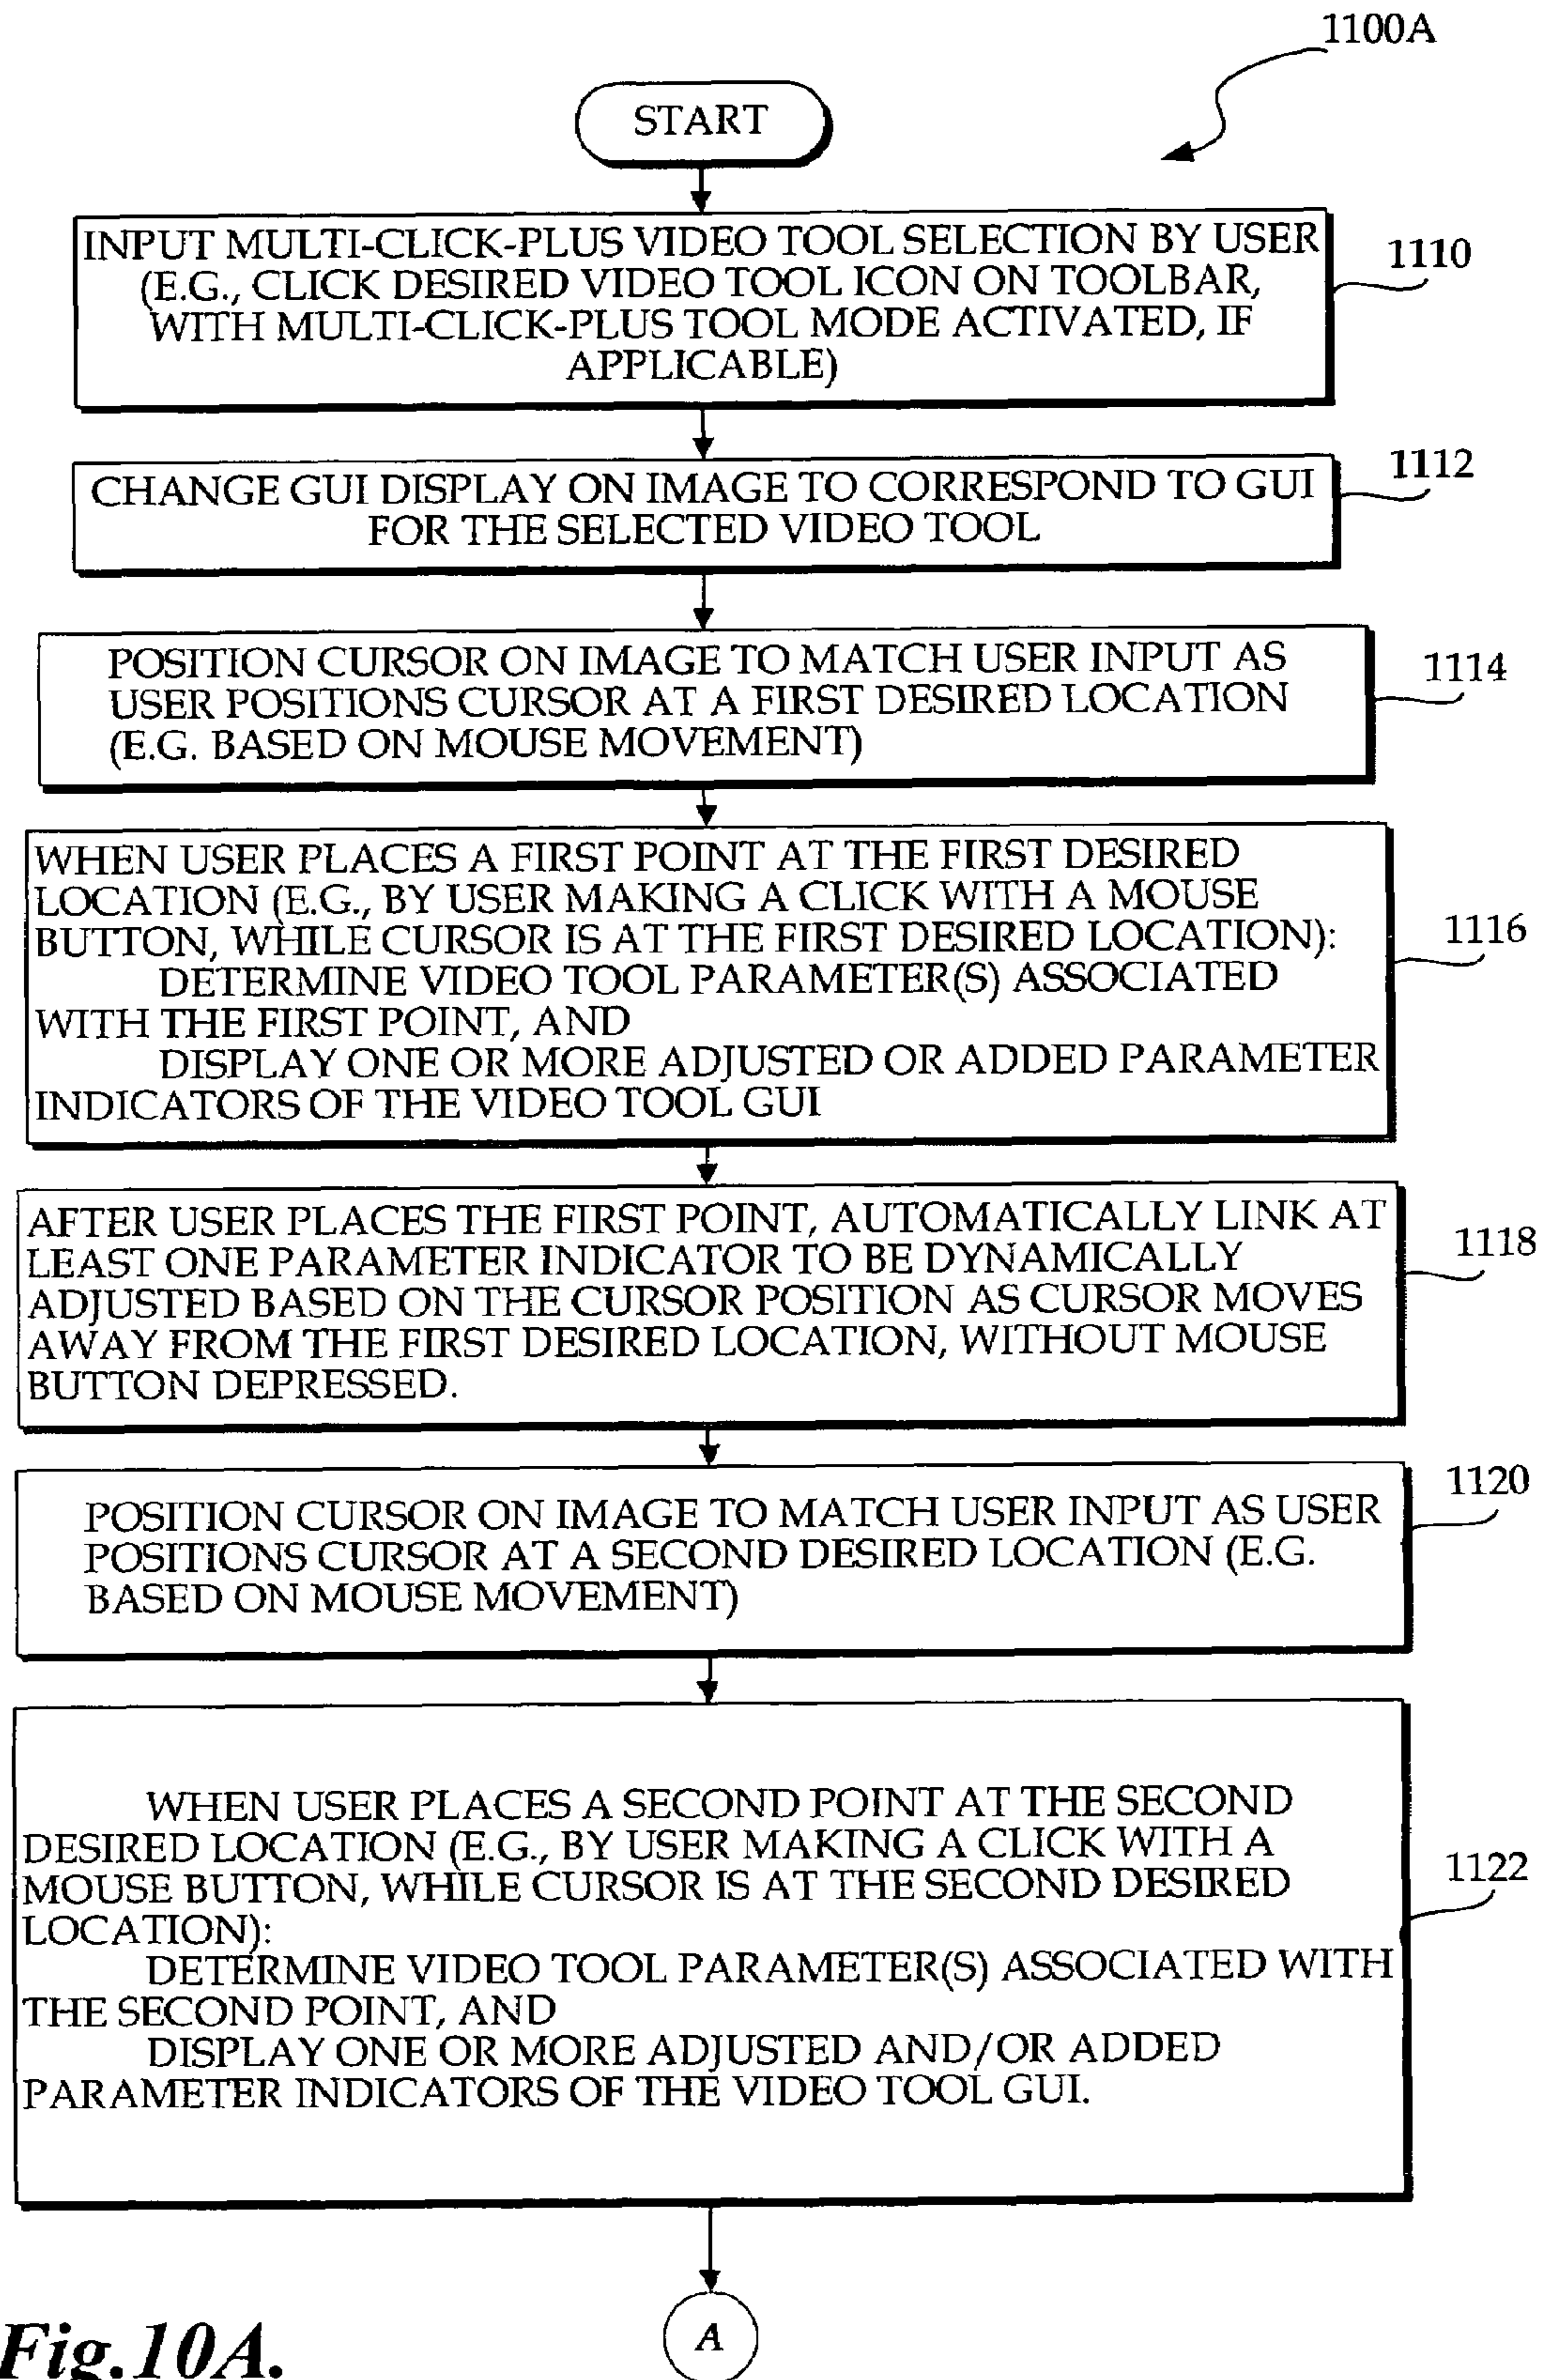 1100A
START
INPUT MULTI-CLICK-PLUS VIDEO TOOL SELECTION BY USER
(E.G., CLICK DESIRED VIDEO TOOL ICON ON TOOLBAR,
WITH MULTI-CLICK-PLUS TOOL MODE ACTIVATED, IF
APPLICABLE)
1110
CHANGE GUI DISPLAY ON IMAGE TO CORRESPOND TO GUI
FOR THE SELECTED VIDEO TOOL
1112
POSITION CURSOR ON IMAGE TO MATCH USER INPUT AS
USER POSITIONS CURSOR AT A FIRST DESIRED LOCATION
(E.G. BASED ON MOUSE MOVEMENT)
1114
WHEN USER PLACES A FIRST POINT AT THE FIRST DESIRED
LOCATION (E.G., BY USER MAKING A CLICK WITH A MOUSE
BUTTON, WHILE CURSOR IS AT THE FIRST DESIRED LOCATION):
DETERMINE VIDEO TOOL PARAMETER(S) ASSOCIATED
WITH THE FIRST POINT, AND
DISPLAY ONE OR MORE ADJUSTED OR ADDED PARAMETER
INDICATORS OF THE VIDEO TOOL GUI
1116
AFTER USER PLACES THE FIRST POINT, AUTOMATICALLY LINK AT
LEAST ONE PARAMETER INDICATOR TO BE DYNAMICALLY
ADJUSTED BASED ON THE CURSOR POSITION AS CURSOR MOVES
AWAY FROM THE FIRST DESIRED LOCATION, WITHOUT MOUSE
BUTTON DEPRESSED.
1118
POSITION CURSOR ON IMAGE TO MATCH USER INPUT AS USER
POSITIONS CURSOR AT A SECOND DESIRED LOCATION (E.G.
BASED ON MOUSE MOVEMENT)
1120
WHEN USER PLACES A SECOND POINT AT THE SECOND
DESIRED LOCATION (E.G., BY USER MAKING A CLICK WITH A
MOUSE BUTTON, WHILE CURSOR IS AT THE SECOND DESIRED
LOCATION):
DETERMINE VIDEO TOOL PARAMETER(S) ASSOCIATED WITH
THE SECOND POINT, AND
DISPLAY ONE OR MORE ADJUSTED AND/OR ADDED
PARAMETER INDICATORS OF THE VIDEO TOOL GUI.
1122
A
Fig.10A.